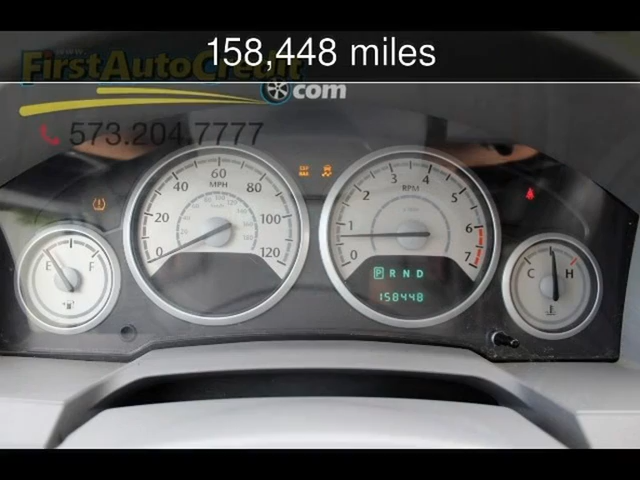 158,448 miles
www.
FirstAutoCredit
.com
573.204.7777
0 20 40 60 80 100 120
MPH
0 1 2 3 4 5 6 7
RPM
E F
C H
P R N D
158448